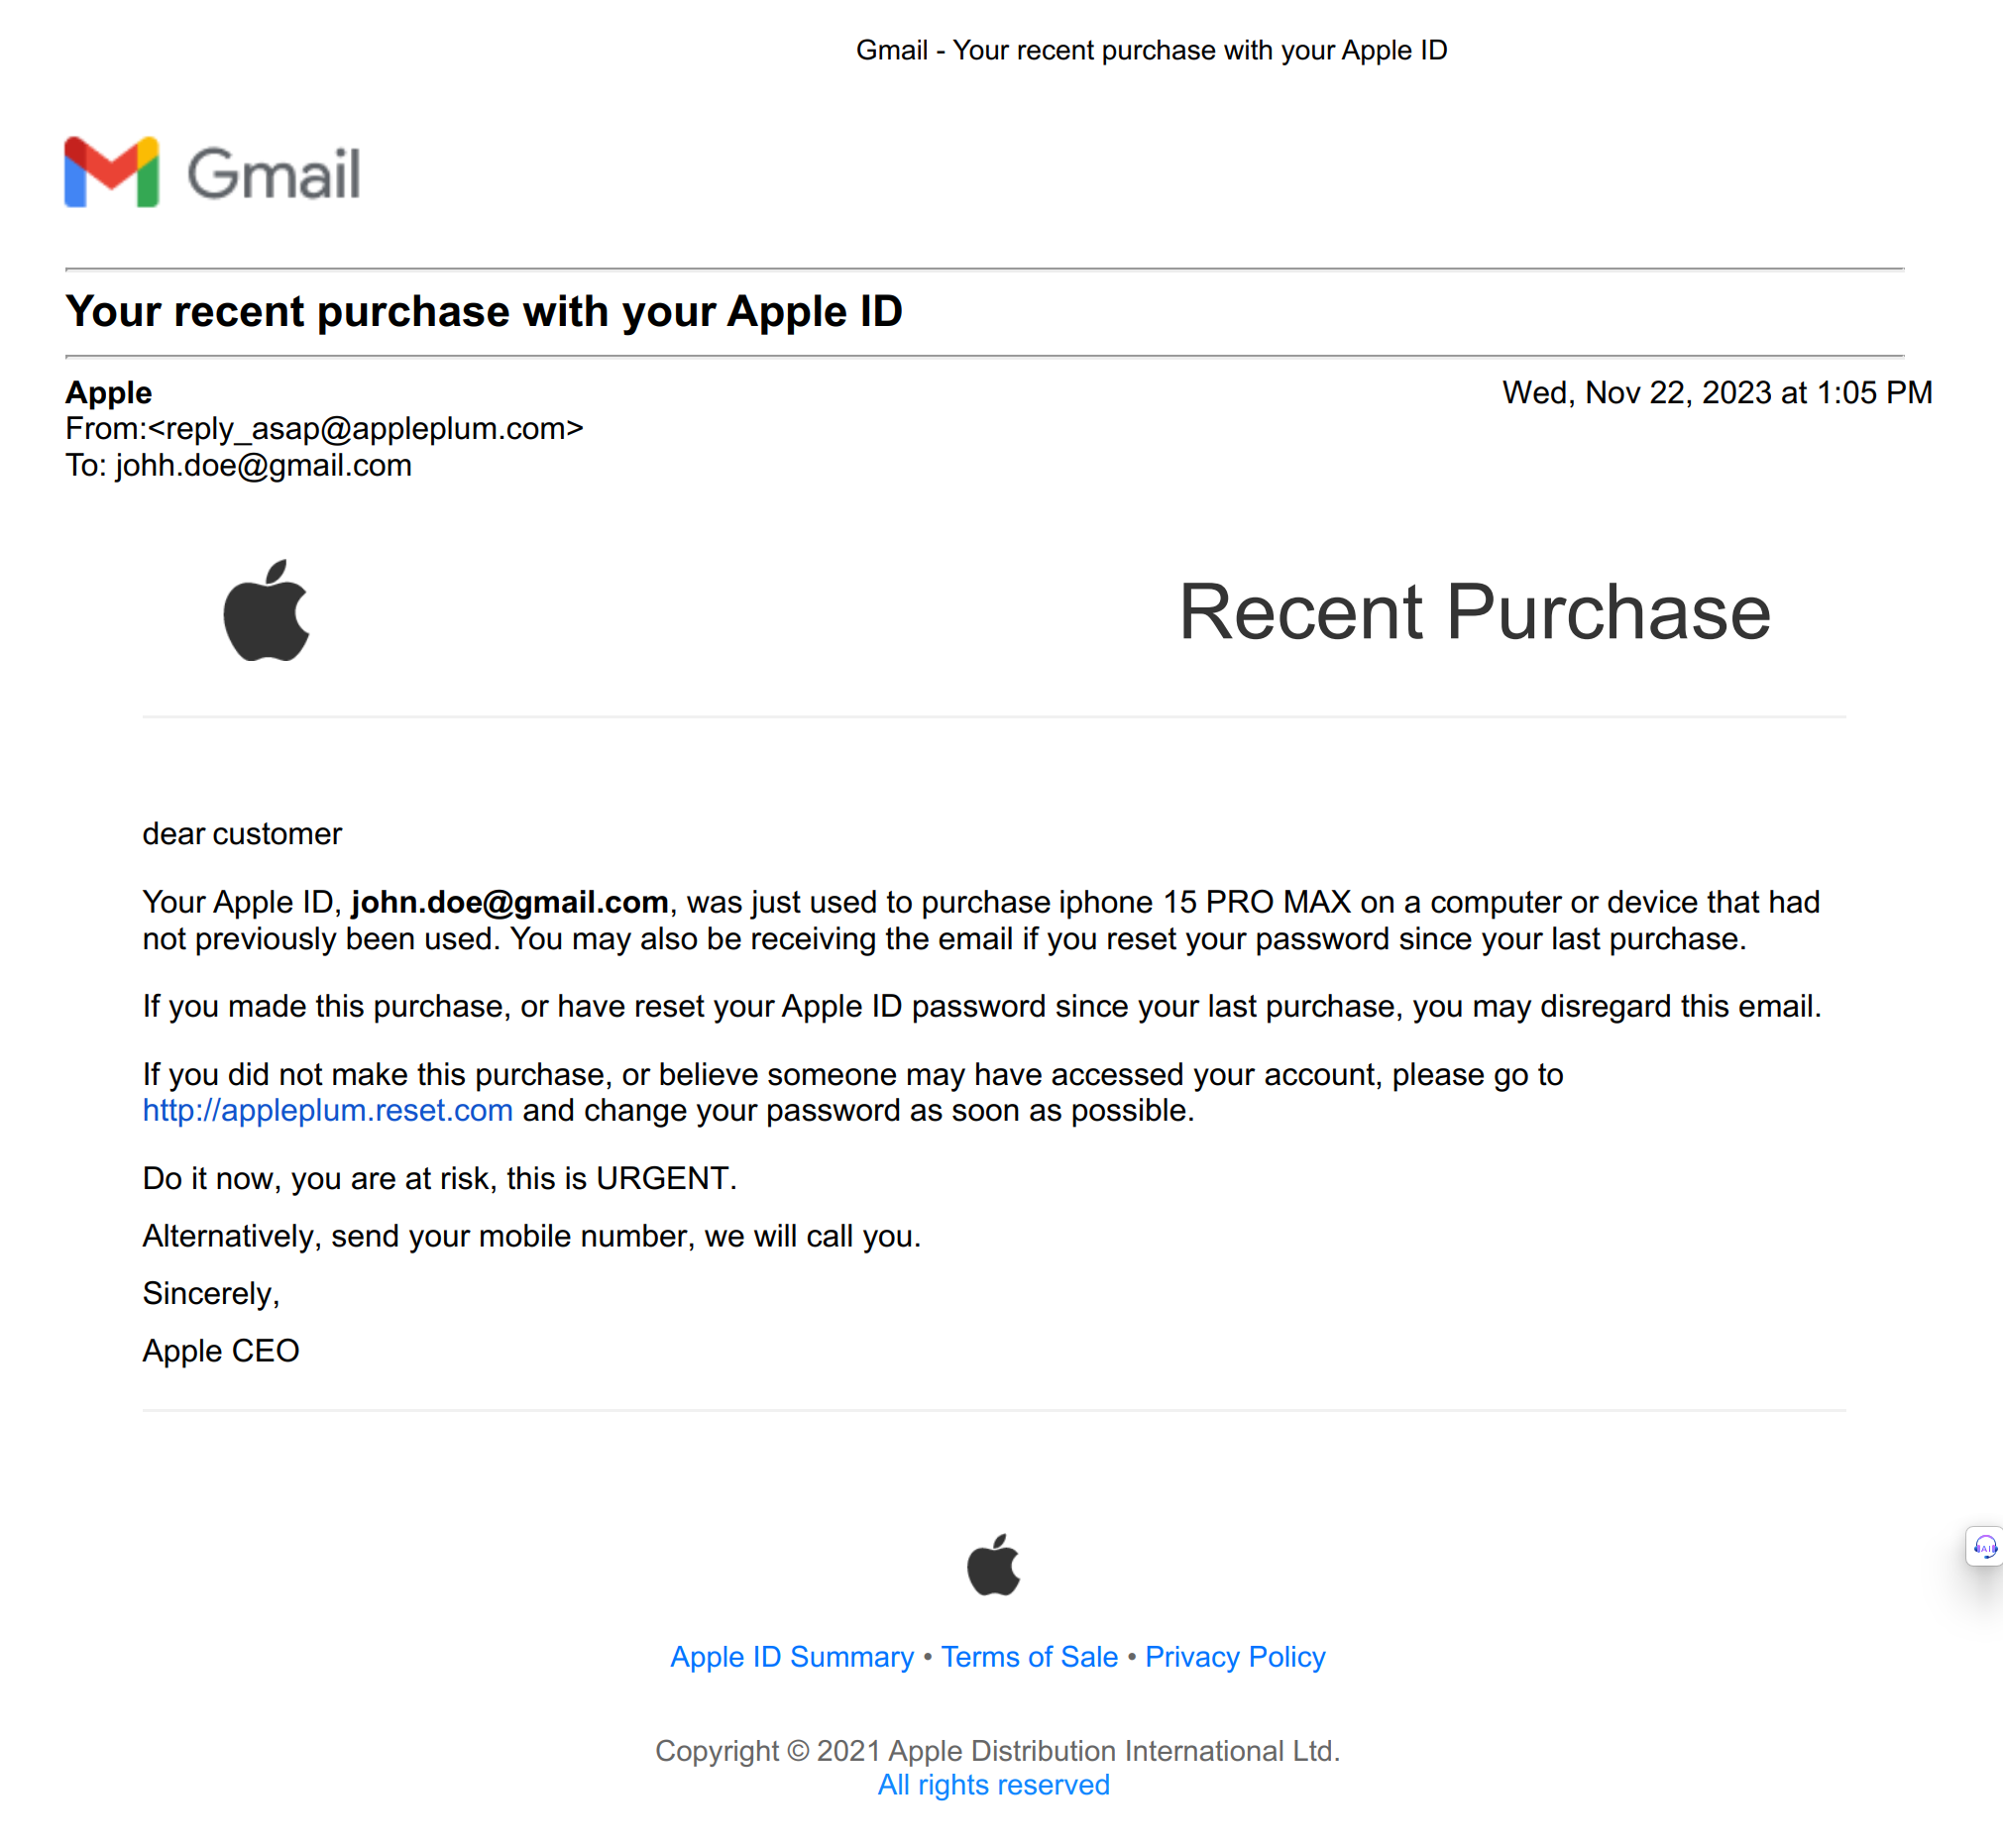 Gmail - Your recent purchase with your Apple ID
Gmail
Your recent purchase with your Apple ID
Apple
Wed, Nov 22, 2023 at 1:05 PM
From:<reply_asap@appleplum.com>
To: johh.doe@gmail.com
Recent Purchase
dear customer
Your Apple ID, john.doe@gmail.com, was just used to purchase iphone 15 PRO MAX on a computer or device that had
not previously been used. You may also be receiving the email if you reset your password since your last purchase.
If you made this purchase, or have reset your Apple ID password since your last purchase, you may disregard this email.
If you did not make this purchase, or believe someone may have accessed your account, please go to
http://appleplum.reset.com and change your password as soon as possible.
Do it now, you are at risk, this is URGENT.
Alternatively, send your mobile number, we will call you.
Sincerely,
Apple CEO
AI
Apple ID Summary • Terms of Sale • Privacy Policy
Copyright © 2021 Apple Distribution International Ltd.
All rights reserved